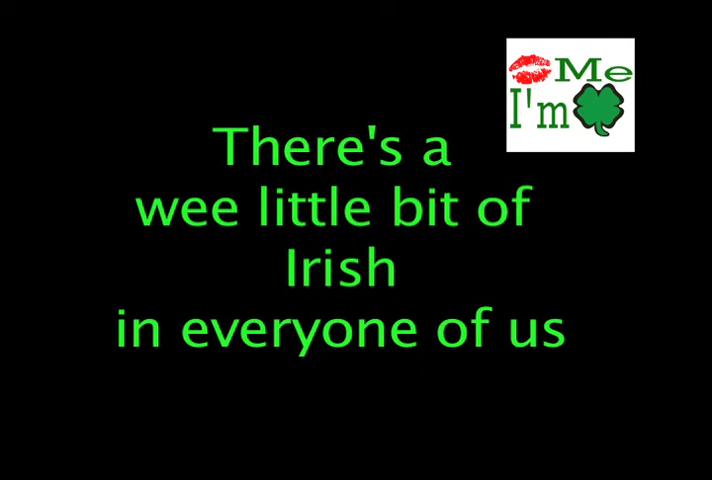 Me
I'm
There's a
wee little bit of
Irish
in everyone of us